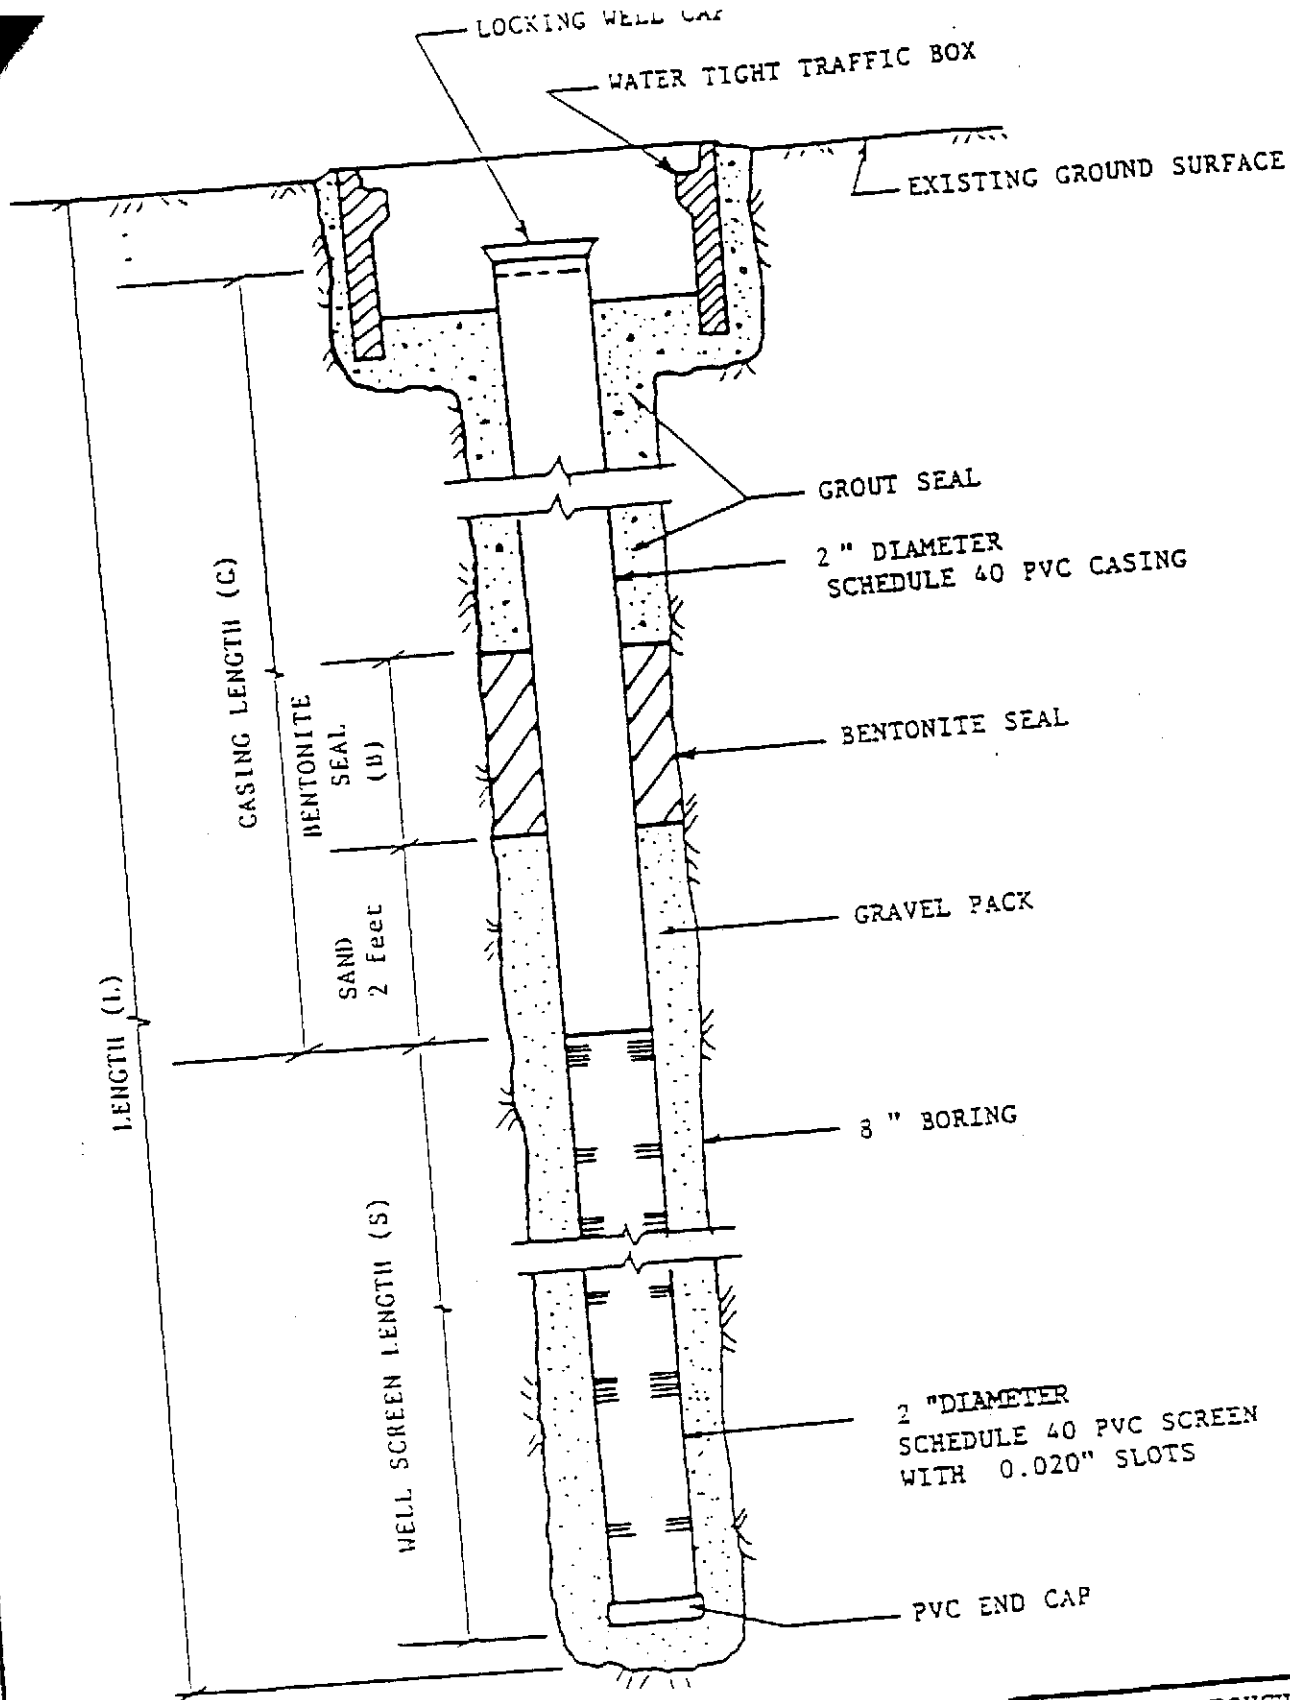 LOCKING WELL CAP
WATER TIGHT TRAFFIC BOX
EXISTING GROUND SURFACE
GROUT SEAL
2 " DIAMETER
SCHEDULE 40 PVC CASING
CASING LENGTH (C)
BENTONITE
SEAL
(B)
BENTONITE SEAL
SAND
2 feet
GRAVEL PACK
LENGTH (L)
8 " BORING
WELL SCREEN LENGTH (S)
2 "DIAMETER
SCHEDULE 40 PVC SCREEN
WITH 0.020" SLOTS
PVC END CAP